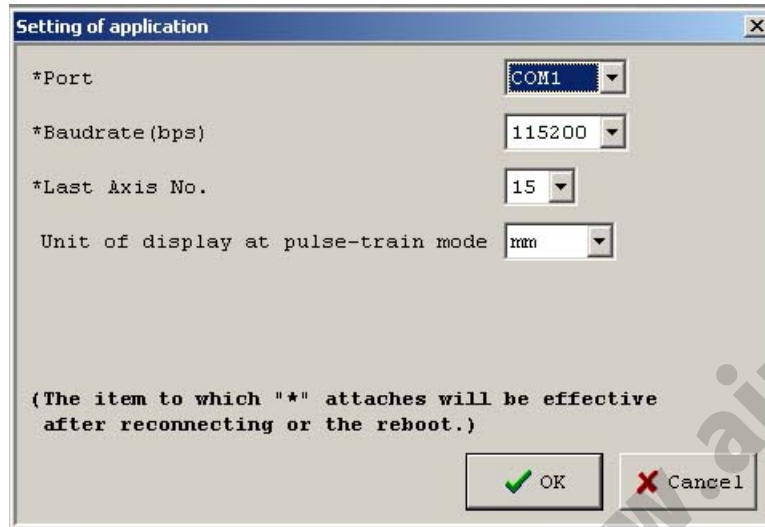 Setting of application
*Port COM1
*Baudrate(bps) 115200
*Last Axis No. 15
Unit of display at pulse-train mode mm
(The item to which "*" attaches will be effective
after reconnecting or the reboot.)
OK Cancel